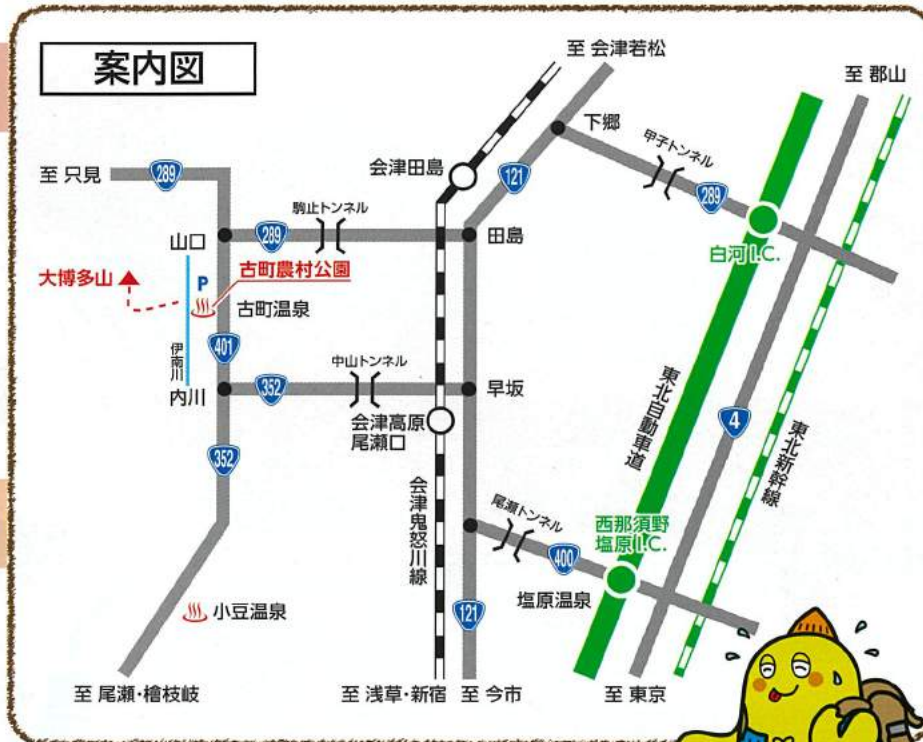 案内図
至 会津若松
至 郡山
下郷
甲子トンネル
会津田島
121
289
至 只見
289
駒止トンネル
山口
289
田島
白河 I.C.
大博多山
P
古町農村公園
古町温泉
伊南川
401
中山トンネル
内川
352
早坂
会津高原
尾瀬口
東北自動車道
4
東北新幹線
352
会津鬼怒川線
尾瀬トンネル
西那須野
塩原 I.C.
400
塩原温泉
小豆温泉
121
至 尾瀬・檜枝岐
至 浅草・新宿
至 今市
至 東京